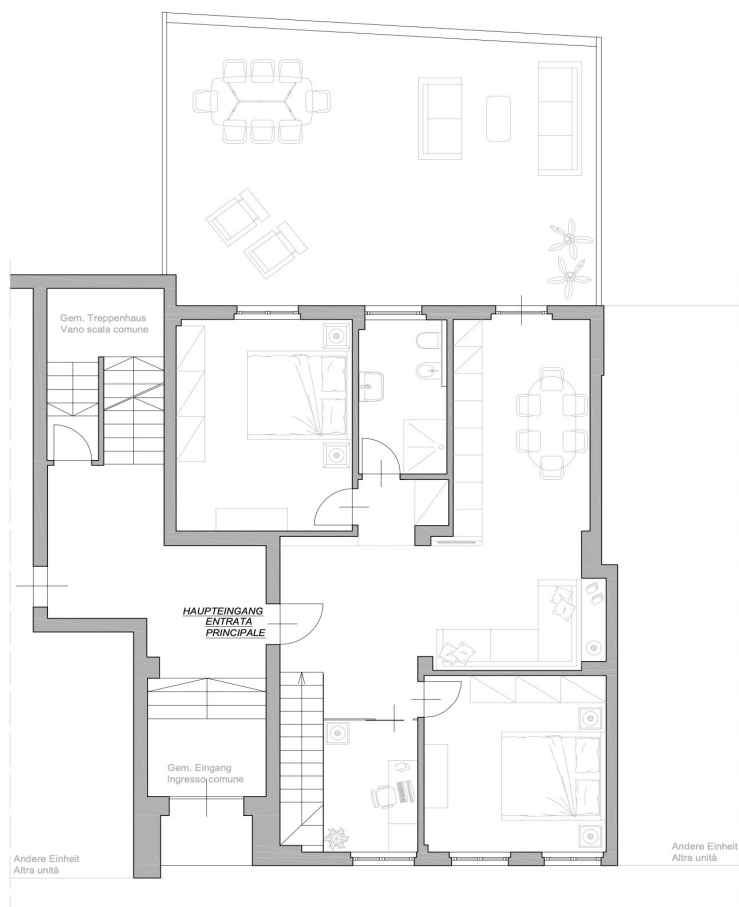 Gem. Treppenhaus
Vano scala comune
HAUPTEINGANG
ENTRATA
PRINCIPALE
Gem. Eingang
Ingresso comune
Andere Einheit
Altra unità
Andere Einheit
Altra unità